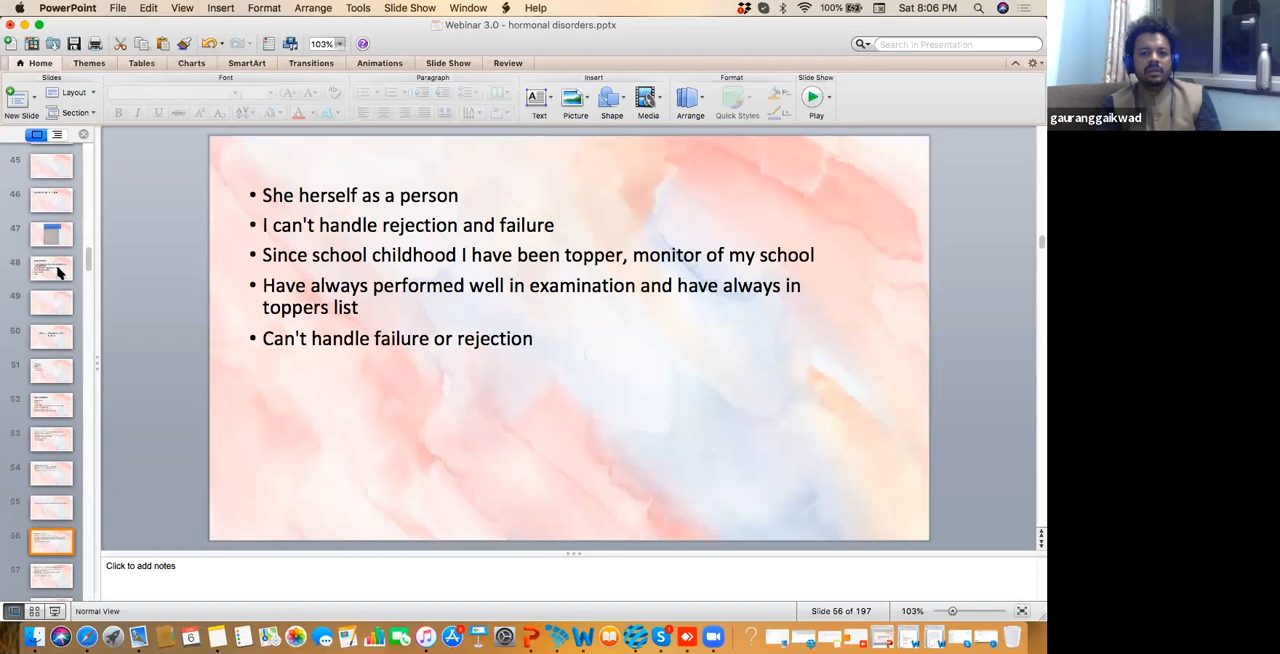 PowerPoint File Edit View Insert Format Arrange Tools Slide Show Window Help 100% Sat 8:06 PM
Webinar 3.0 - hormonal disorders.pptx
103% Search in Presentation
Home Themes Tables Charts SmartArt Transitions Animations Slide Show Review
Slides Font Paragraph Insert Format Slide Show
New Slide Layout Section Text Picture Shape Media Arrange Quick Styles Play
gauranggaikwad
45
46
47
48
49
50
51
52
53
54
55
56
57
• She herself as a person
• I can't handle rejection and failure
• Since school childhood I have been topper, monitor of my school
• Have always performed well in examination and have always in
toppers list
• Can't handle failure or rejection
Click to add notes
Normal View Slide 56 of 197 103%